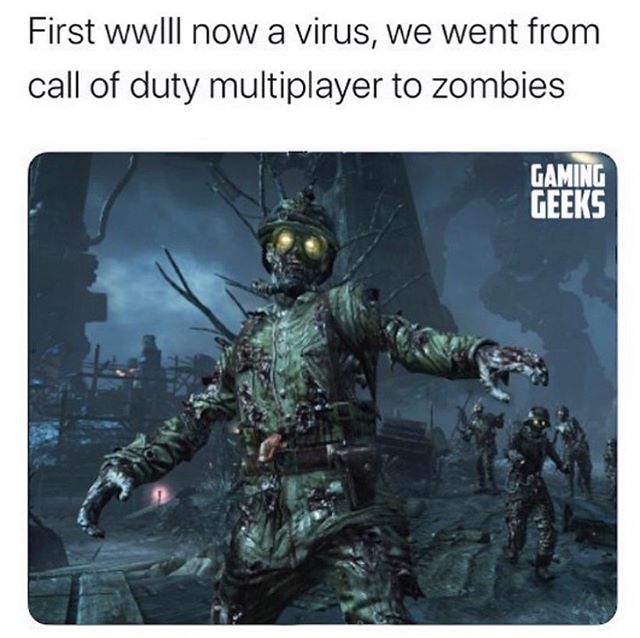 First wwlll now a virus, we went from
call of duty multiplayer to zombies
GAMING
GEEKS